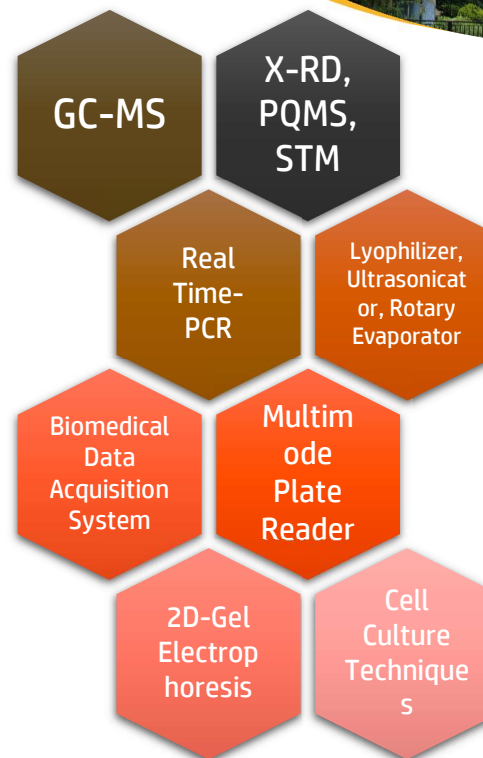 GC-MS
X-RD,
PQMS,
STM
Real
Time-
PCR
Lyophilizer,
Ultrasonicat
or, Rotary
Evaporator
Biomedical
Data
Acquisition
System
Multim
ode
Plate
Reader
2D-Gel
Electrop
horesis
Cell
Culture
Technique
s